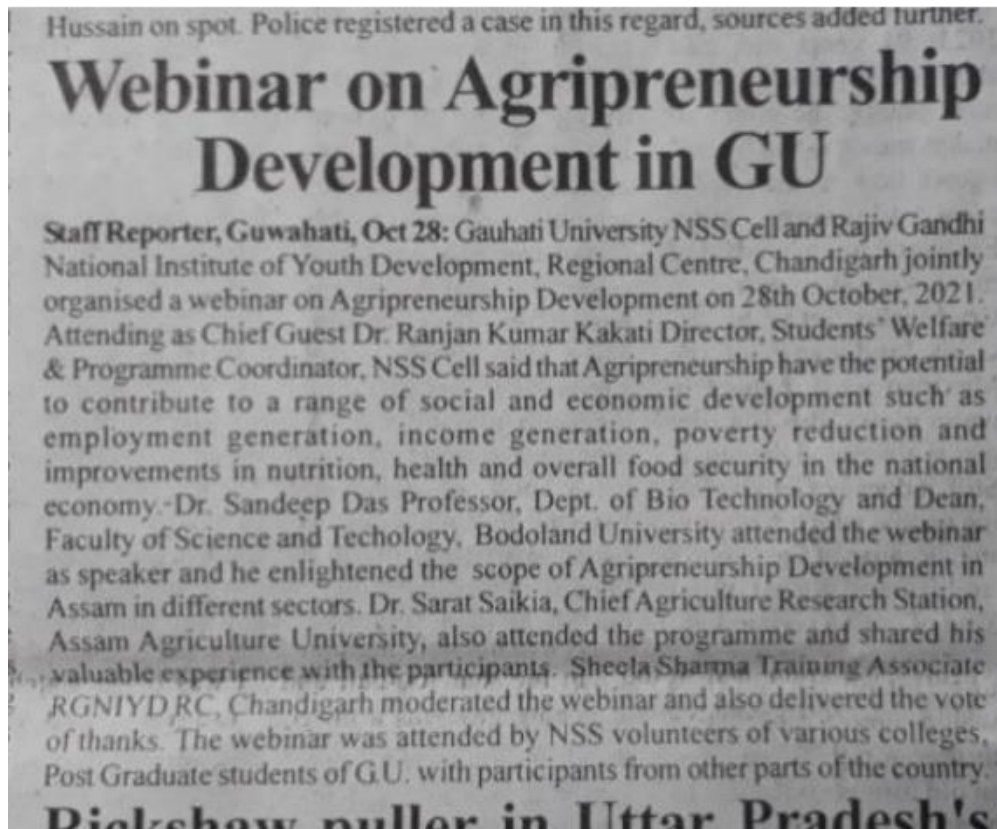 Hussain on spot. Police registered a case in this regard, sources added further.
Webinar on Agripreneurship
Development in GU
Staff Reporter, Guwahati, Oct 28: Gauhati University NSS Cell and Rajiv Gandhi
National Institute of Youth Development, Regional Centre, Chandigarh jointly
organised a webinar on Agripreneurship Development on 28th October, 2021.
Attending as Chief Guest Dr. Ranjan Kumar Kakati Director, Students' Welfare
& Programme Coordinator, NSS Cell said that Agripreneurship have the potential
to contribute to a range of social and economic development such as
employment generation, income generation, poverty reduction and
improvements in nutrition, health and overall food security in the national
economy. Dr. Sandeep Das Professor, Dept. of Bio Technology and Dean,
Faculty of Science and Techology, Bodoland University attended the webinar
as speaker and he enlightened the scope of Agripreneurship Development in
Assam in different sectors. Dr. Sarat Saikia, Chief Agriculture Research Station,
Assam Agriculture University, also attended the programme and shared his
valuable experience with the participants. Sheela Sharma Training Associate
RGNIYD RC, Chandigarh moderated the webinar and also delivered the vote
of thanks. The webinar was attended by NSS volunteers of various colleges,
Post Graduate students of G.U. with participants from other parts of the country.
Rickshaw puller in Uttar Pradesh's